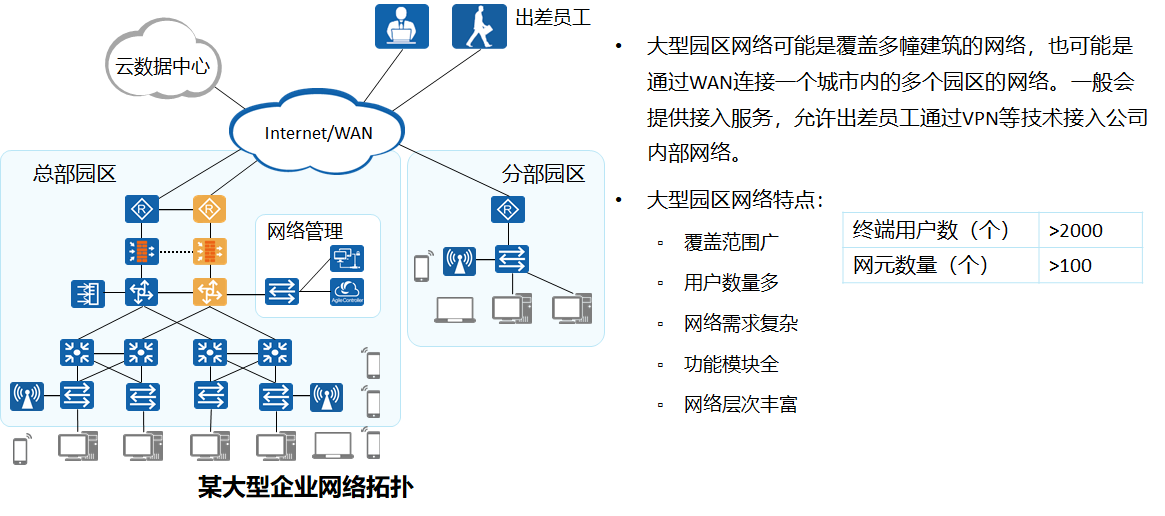 出差员工
云数据中心
Internet/WAN
总部园区
分部园区
R
R
R
网络管理
AgileController
某大型企业网络拓扑
• 大型园区网络可能是覆盖多幢建筑的网络，也可能是
通过WAN连接一个城市内的多个园区的网络。一般会
提供接入服务，允许出差员工通过VPN等技术接入公司
内部网络。
• 大型园区网络特点：
▫ 覆盖范围广
▫ 用户数量多
▫ 网络需求复杂
▫ 功能模块全
▫ 网络层次丰富
终端用户数（个） >2000
网元数量（个） >100